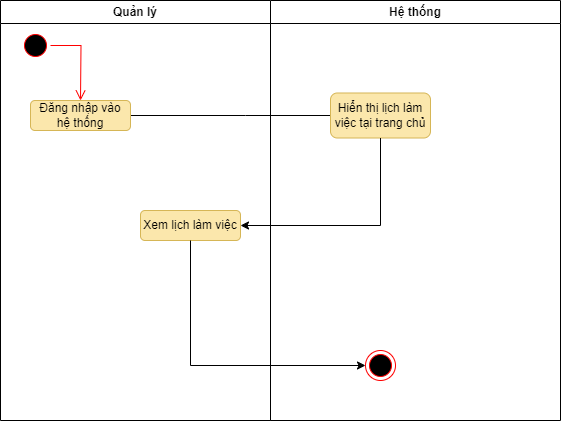 Quản lý
Hệ thống
Đăng nhập vào
hệ thống
Hiển thị lịch làm
việc tại trang chủ
Xem lịch làm việc